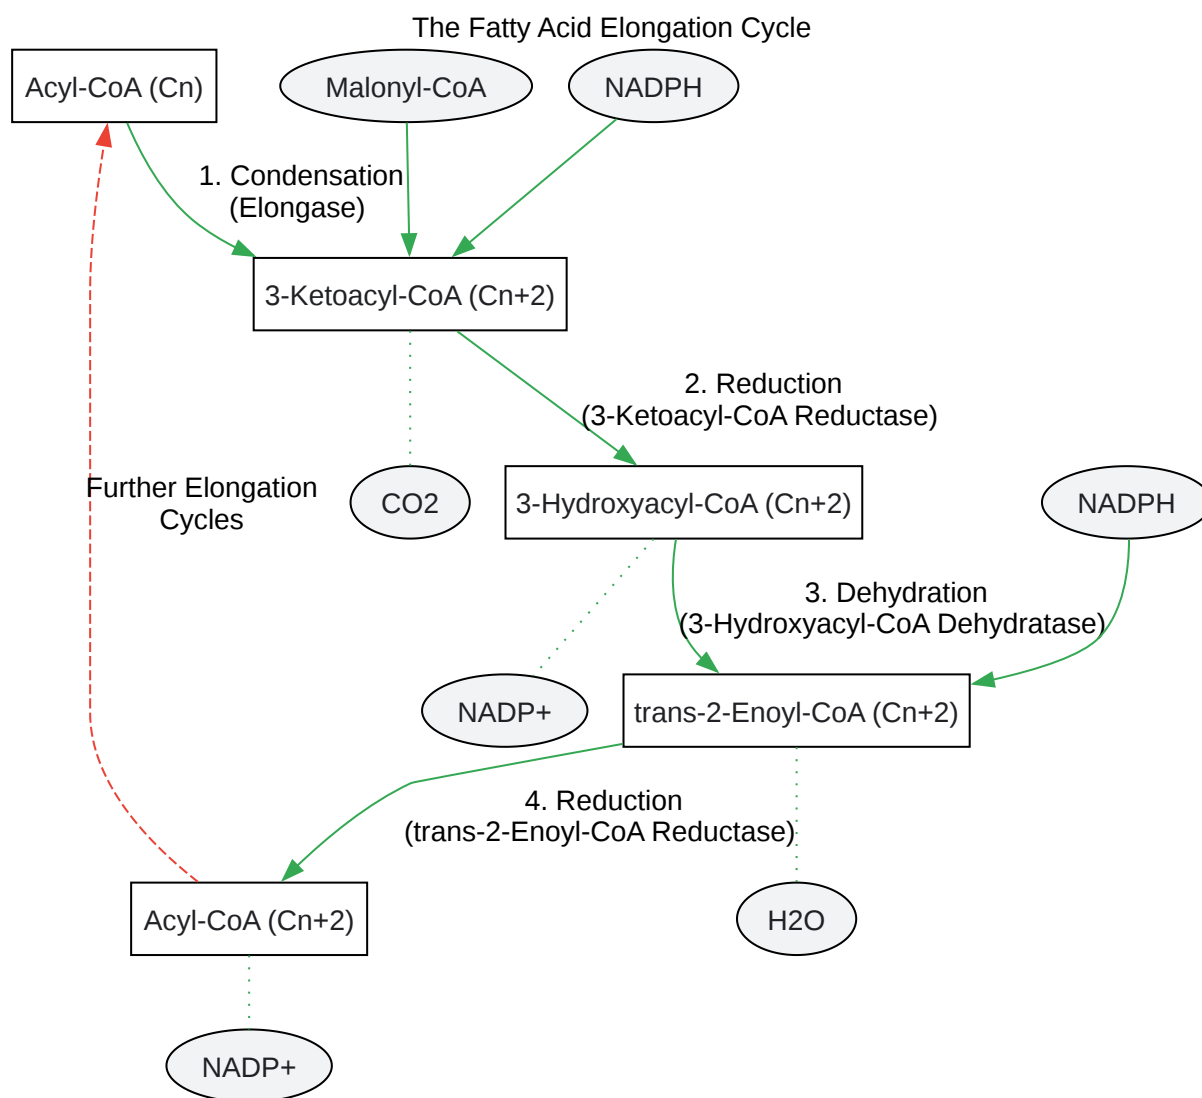 The Fatty Acid Elongation Cycle
Acyl-CoA (Cn)
Malonyl-CoA
NADPH
1. Condensation
(Elongase)
3-Ketoacyl-CoA (Cn+2)
2. Reduction
(3-Ketoacyl-CoA Reductase)
Further Elongation
Cycles
CO2
3-Hydroxyacyl-CoA (Cn+2)
NADPH
3. Dehydration
(3-Hydroxyacyl-CoA Dehydratase)
NADP+
trans-2-Enoyl-CoA (Cn+2)
4. Reduction
(trans-2-Enoyl-CoA Reductase)
Acyl-CoA (Cn+2)
H2O
NADP+